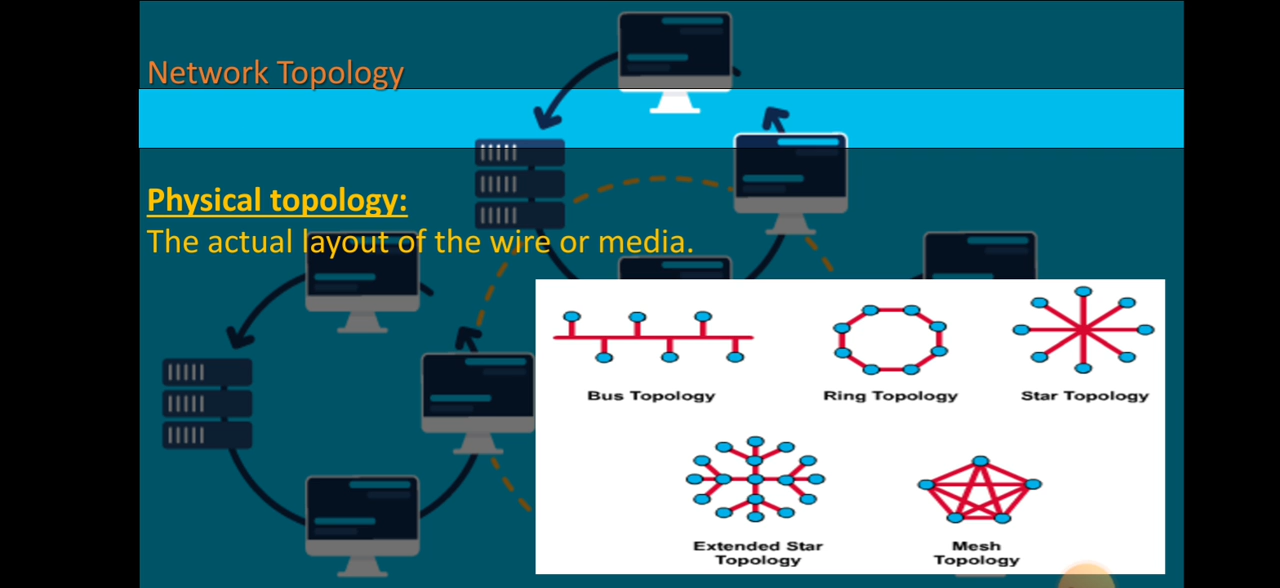 Network Topology
Physical topology:
The actual layout of the wire or media.
Bus Topology
Ring Topology
Star Topology
Extended Star
Topology
Mesh
Topology